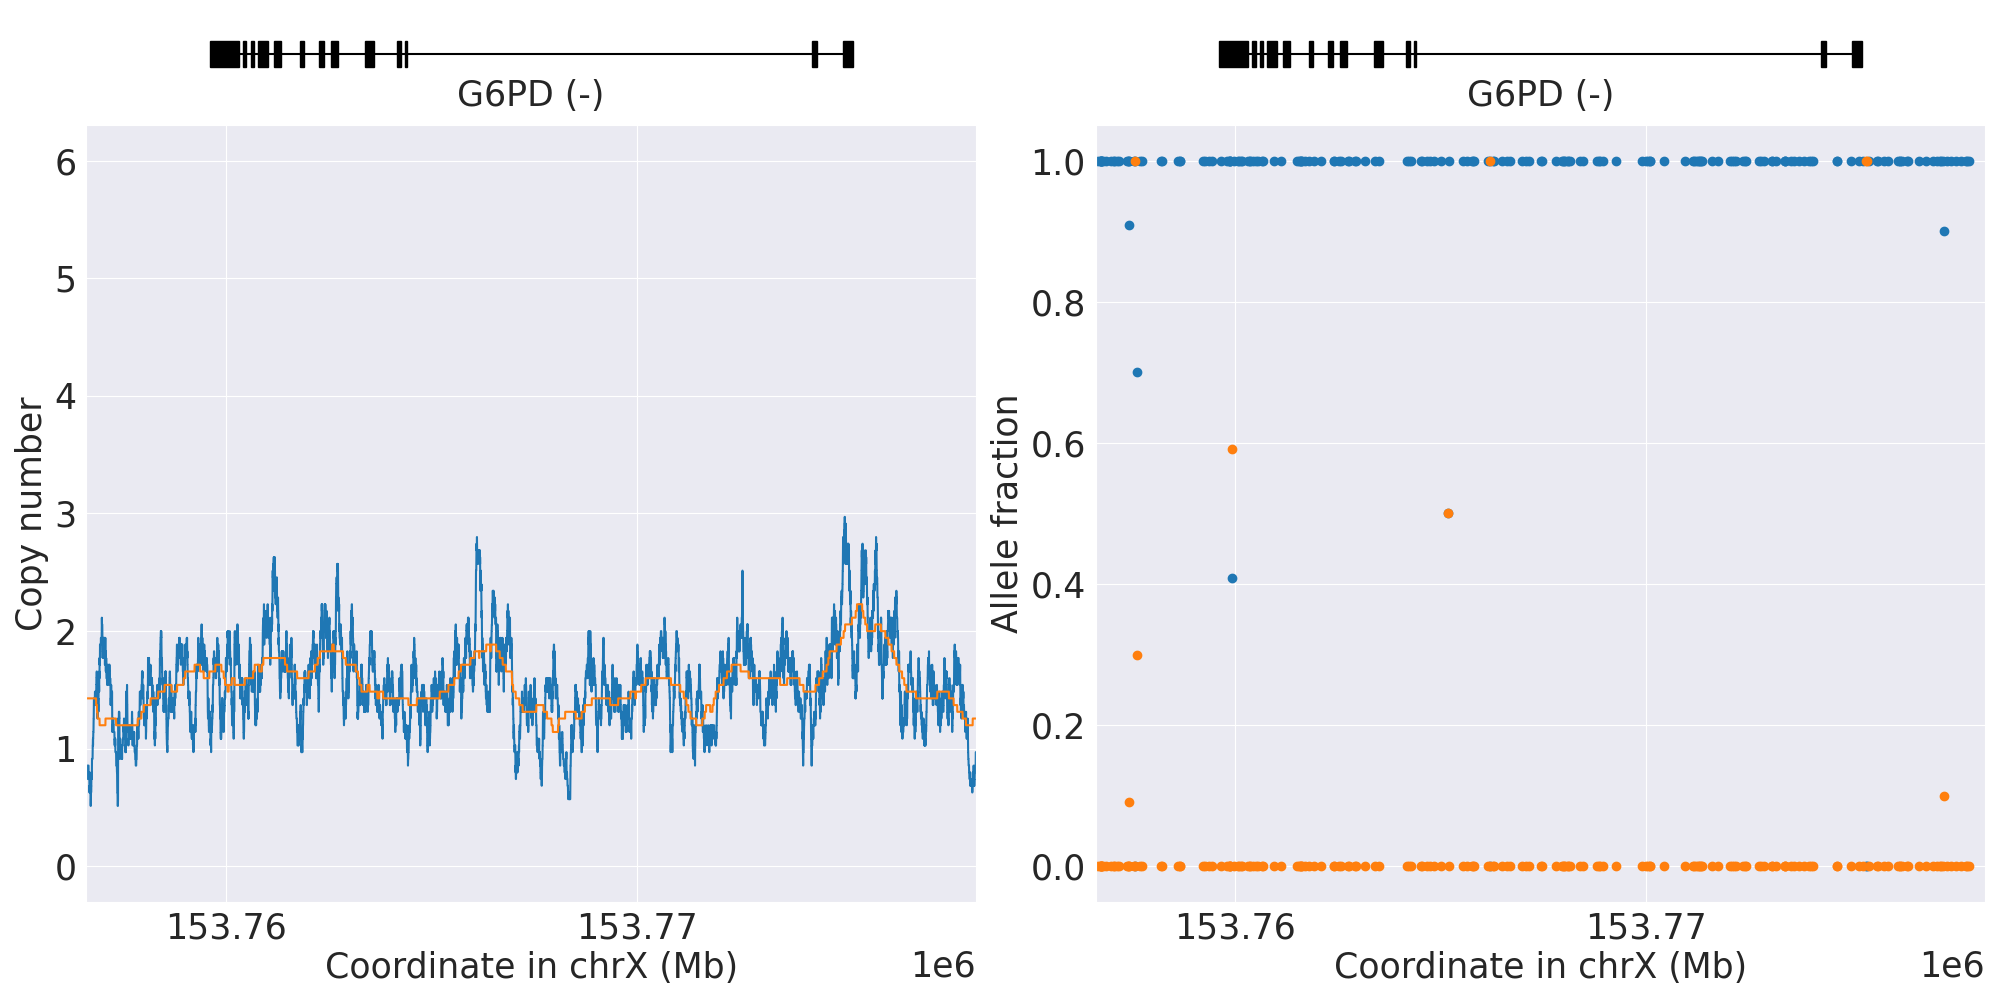 G6PD (-)
G6PD (-)
6
5
4
3
2
1
0
Copy number
153.76
153.77
Coordinate in chrX (Mb)
1e6
1.0
0.8
0.6
0.4
0.2
0.0
Allele fraction
153.76
153.77
Coordinate in chrX (Mb)
1e6